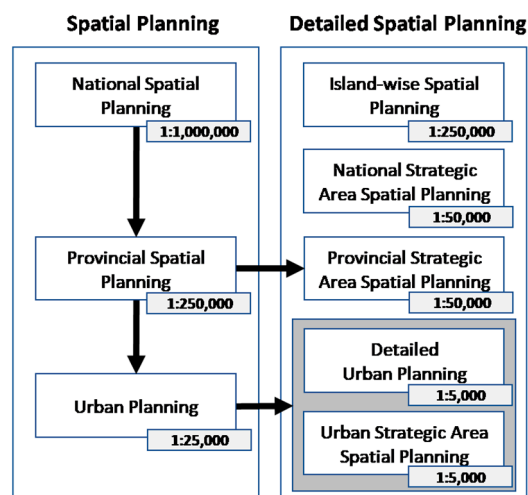 Spatial Planning
National Spatial
Planning
1:1,000,000
Provincial Spatial
Planning
1:250,000
Urban Planning
1:25,000
Detailed Spatial Planning
Island-wise Spatial
Planning
1:250,000
National Strategic
Area Spatial Planning
1:50,000
Provincial Strategic
Area Spatial Planning
1:50,000
Detailed
Urban Planning
1:5,000
Urban Strategic Area
Spatial Planning
1:5,000